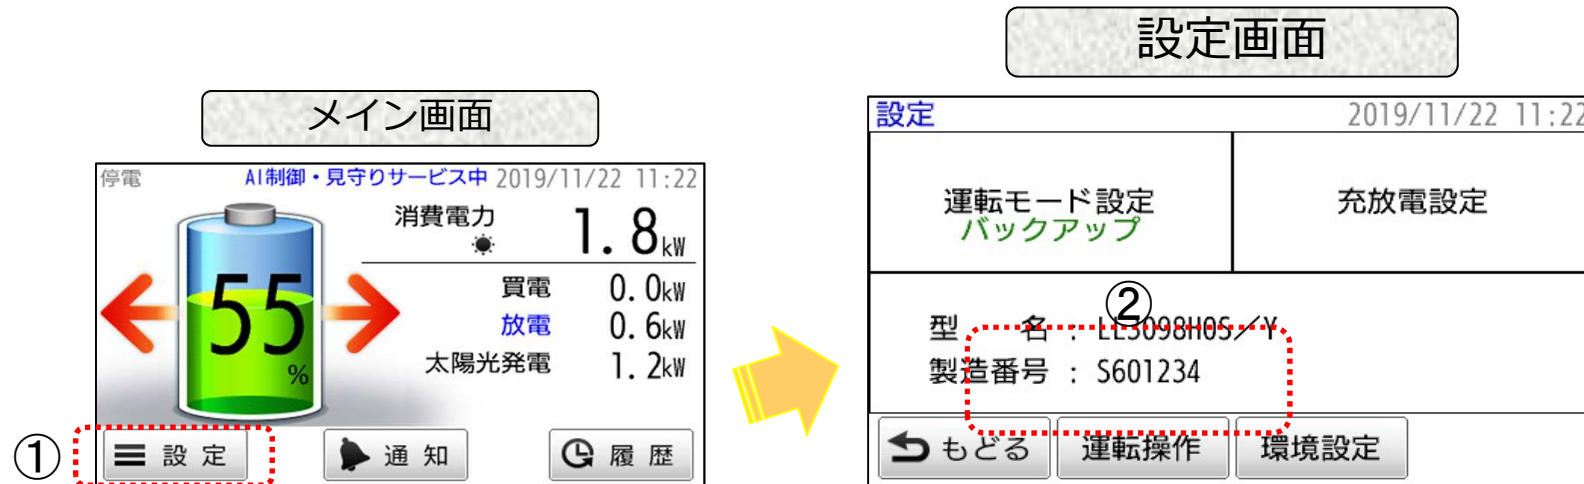 設定画面
メイン画面
停電 AI制御・見守りサービス中 2019/11/22 11:22
消費電力 1.8kW
55%
買電 0.0kW
放電 0.6kW
太陽光発電 1.2kW
① 設定 通知 履歴
設定 2019/11/22 11:22
運転モード設定 充放電設定
バックアップ
②
型 名 : LL3098HOS/Y
製造番号 : S601234
もどる 運転操作 環境設定